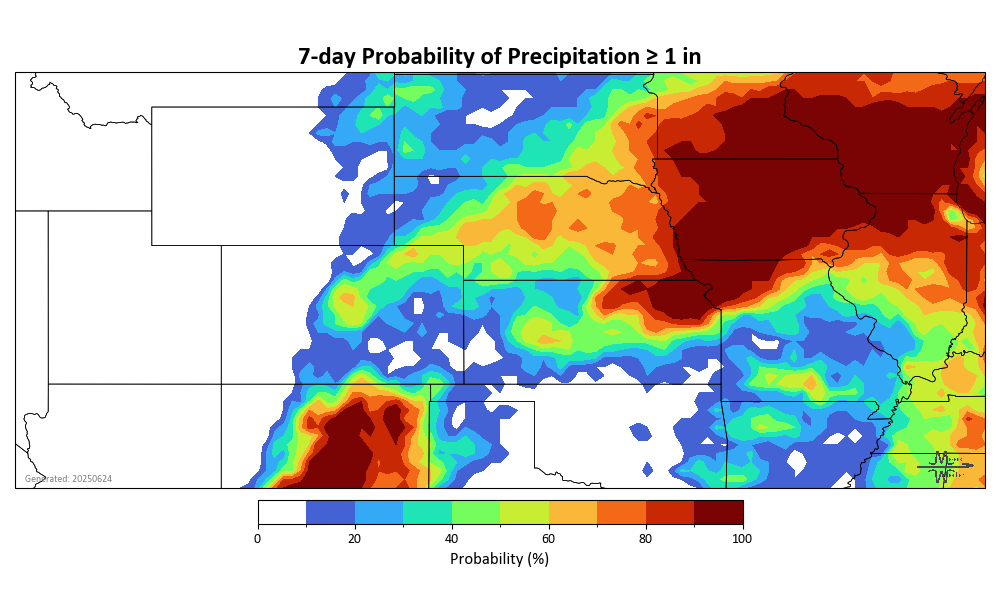 7-day Probability of Precipitation ≥ 1 in
Generated: 20250624
0 20 40 60 80 100
Probability (%)